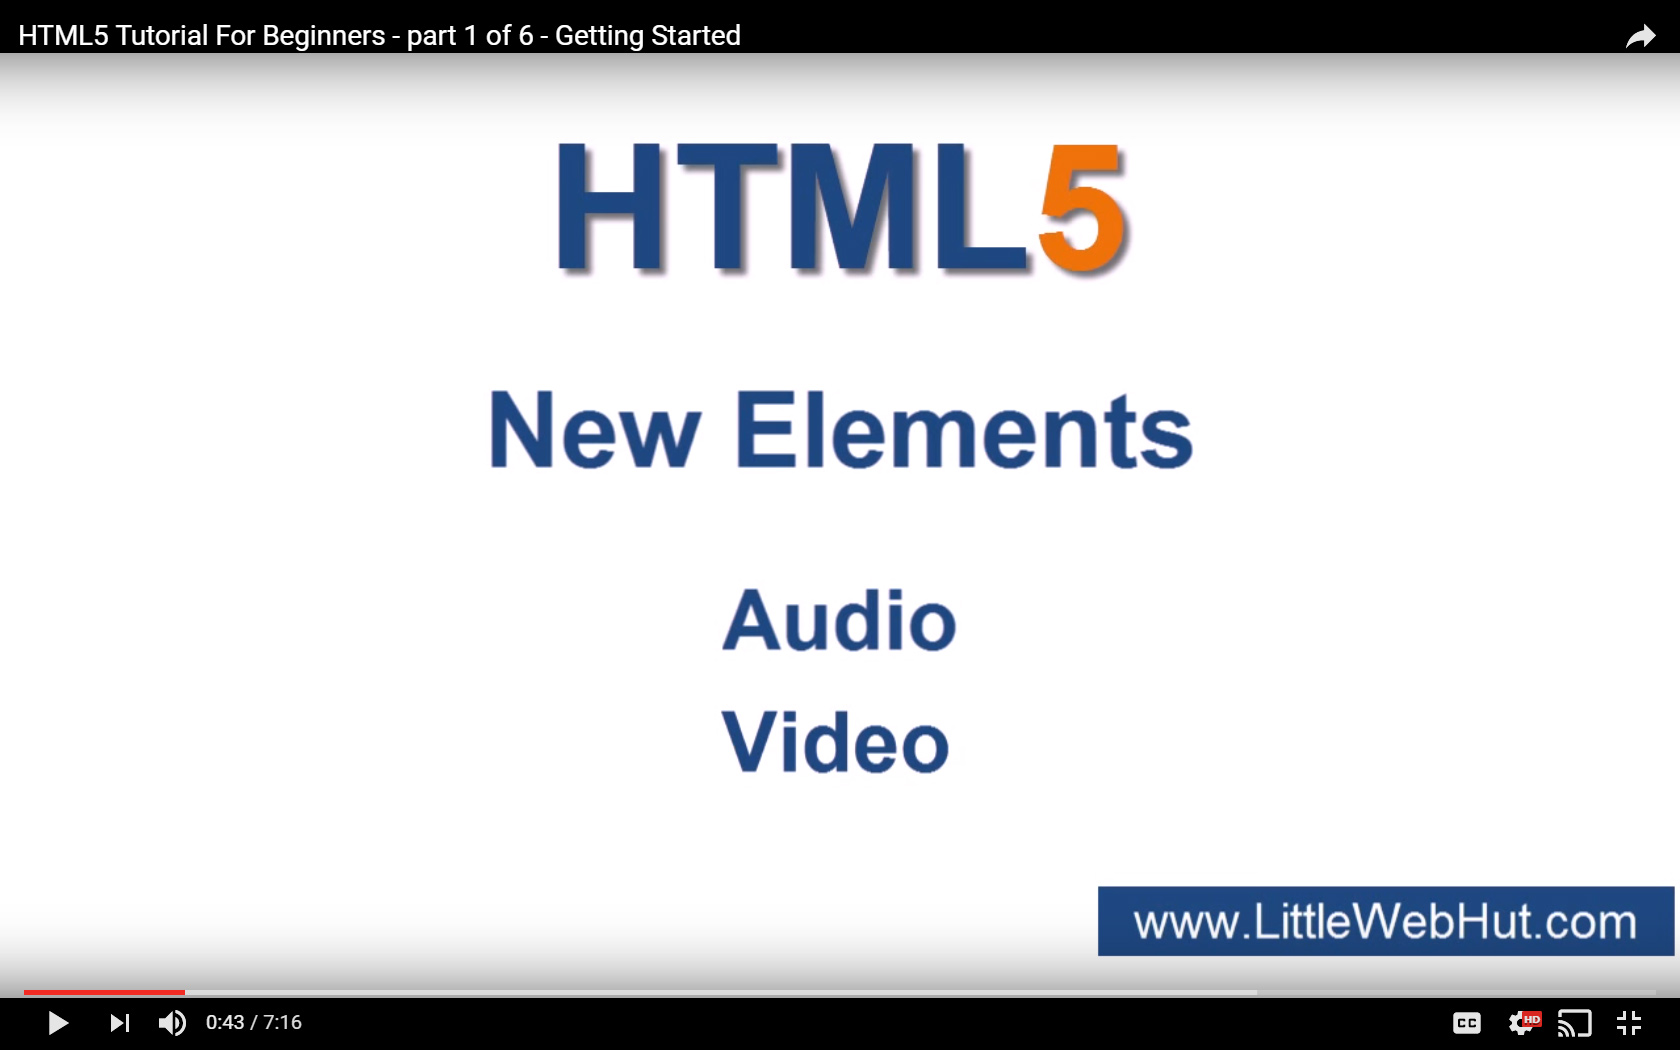 HTML5 Tutorial For Beginners - part 1 of 6 - Getting Started
HTML5
New Elements
Audio
Video
www.LittleWebHut.com
0:43 / 7:16
CC
HD